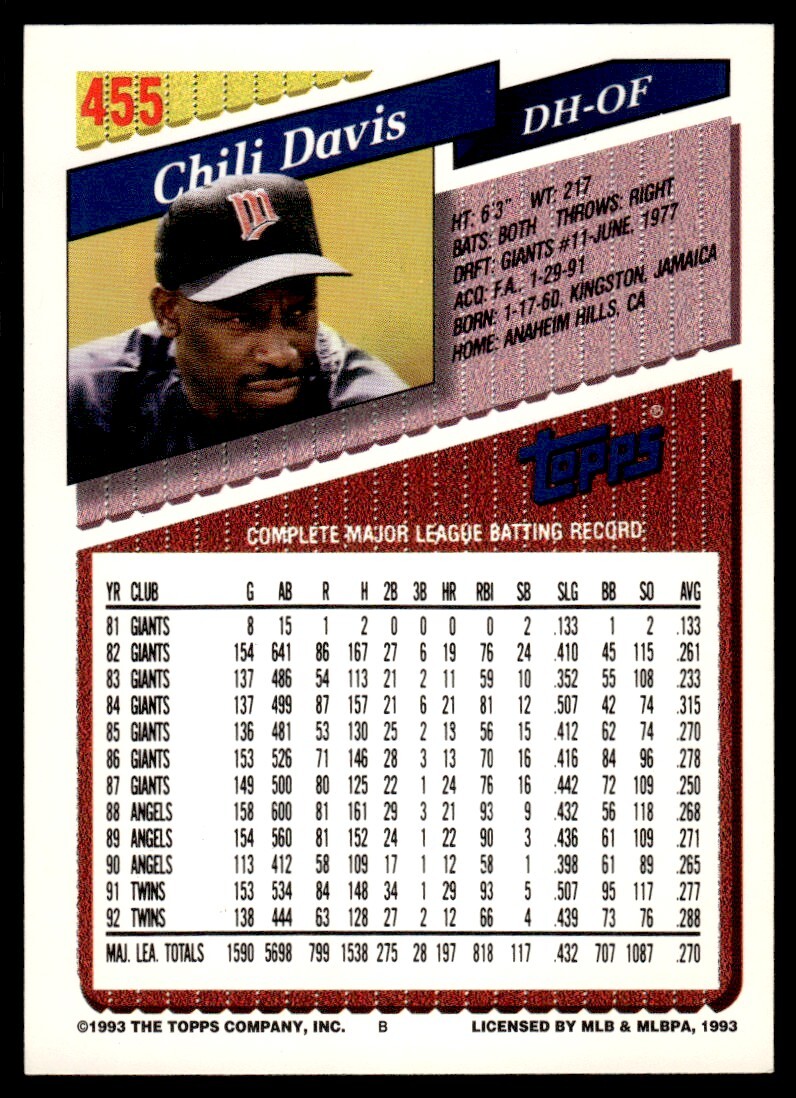 455
Chili Davis
DH-OF
HT: 6'3" WT: 217
BATS: BOTH THROWS: RIGHT
DRFT: GIANTS #11-JUNE, 1977
ACQ: F.A., 1-29-91
BORN: 1-17-60, KINGSTON, JAMAICA
HOME: ANAHEIM HILLS, CA
m
topps®
COMPLETE MAJOR LEAGUE BATTING RECORD
YR CLUB G AB R H 2B 3B HR RBI SB SLG BB SO AVG
81 GIANTS 8 15 1 2 0 0 0 0 2 .133 1 2 .133
82 GIANTS 154 641 86 167 27 6 19 76 24 .410 45 115 .261
83 GIANTS 137 486 54 113 21 2 11 59 10 .352 55 108 .233
84 GIANTS 137 499 87 157 21 6 21 81 12 .507 42 74 .315
85 GIANTS 136 481 53 130 25 2 13 56 15 .412 62 74 .270
86 GIANTS 153 526 71 146 28 3 13 70 16 .416 84 96 .278
87 GIANTS 149 500 80 125 22 1 24 76 16 .442 72 109 .250
88 ANGELS 158 600 81 161 29 3 21 93 9 .432 56 118 .268
89 ANGELS 154 560 81 152 24 1 22 90 3 .436 61 109 .271
90 ANGELS 113 412 58 109 17 1 12 58 1 .398 61 89 .265
91 TWINS 153 534 84 148 34 1 29 93 5 .507 95 117 .277
92 TWINS 138 444 63 128 27 2 12 66 4 .439 73 76 .288
MAJ. LEA. TOTALS 1590 5698 799 1538 275 28 197 818 117 .432 707 1087 .270
©1993 THE TOPPS COMPANY, INC. B LICENSED BY MLB & MLBPA, 1993